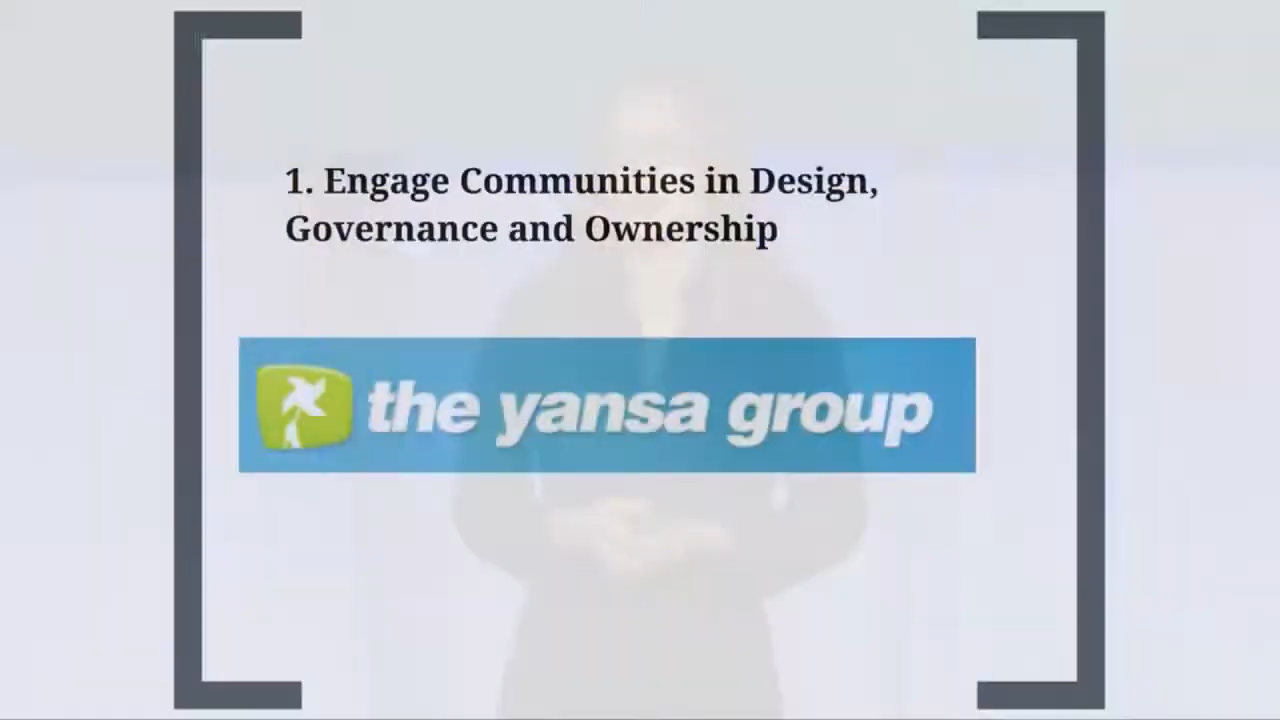 1. Engage Communities in Design,
Governance and Ownership
the yansa group